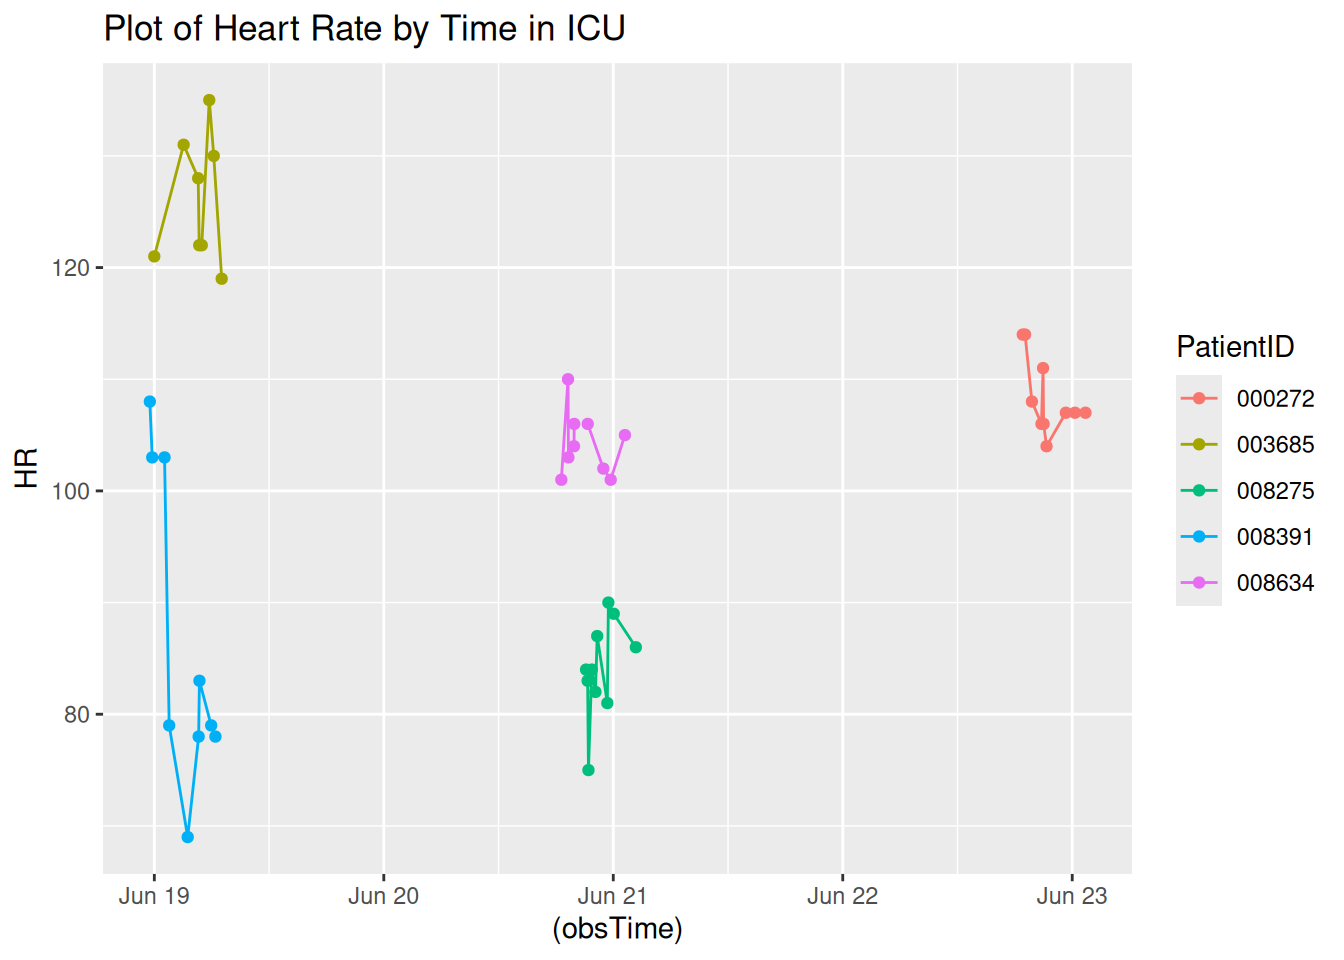 Plot of Heart Rate by Time in ICU
HR
120
100
80
Jun 19
Jun 20
Jun 21
Jun 22
Jun 23
(obsTime)
PatientID
000272
003685
008275
008391
008634